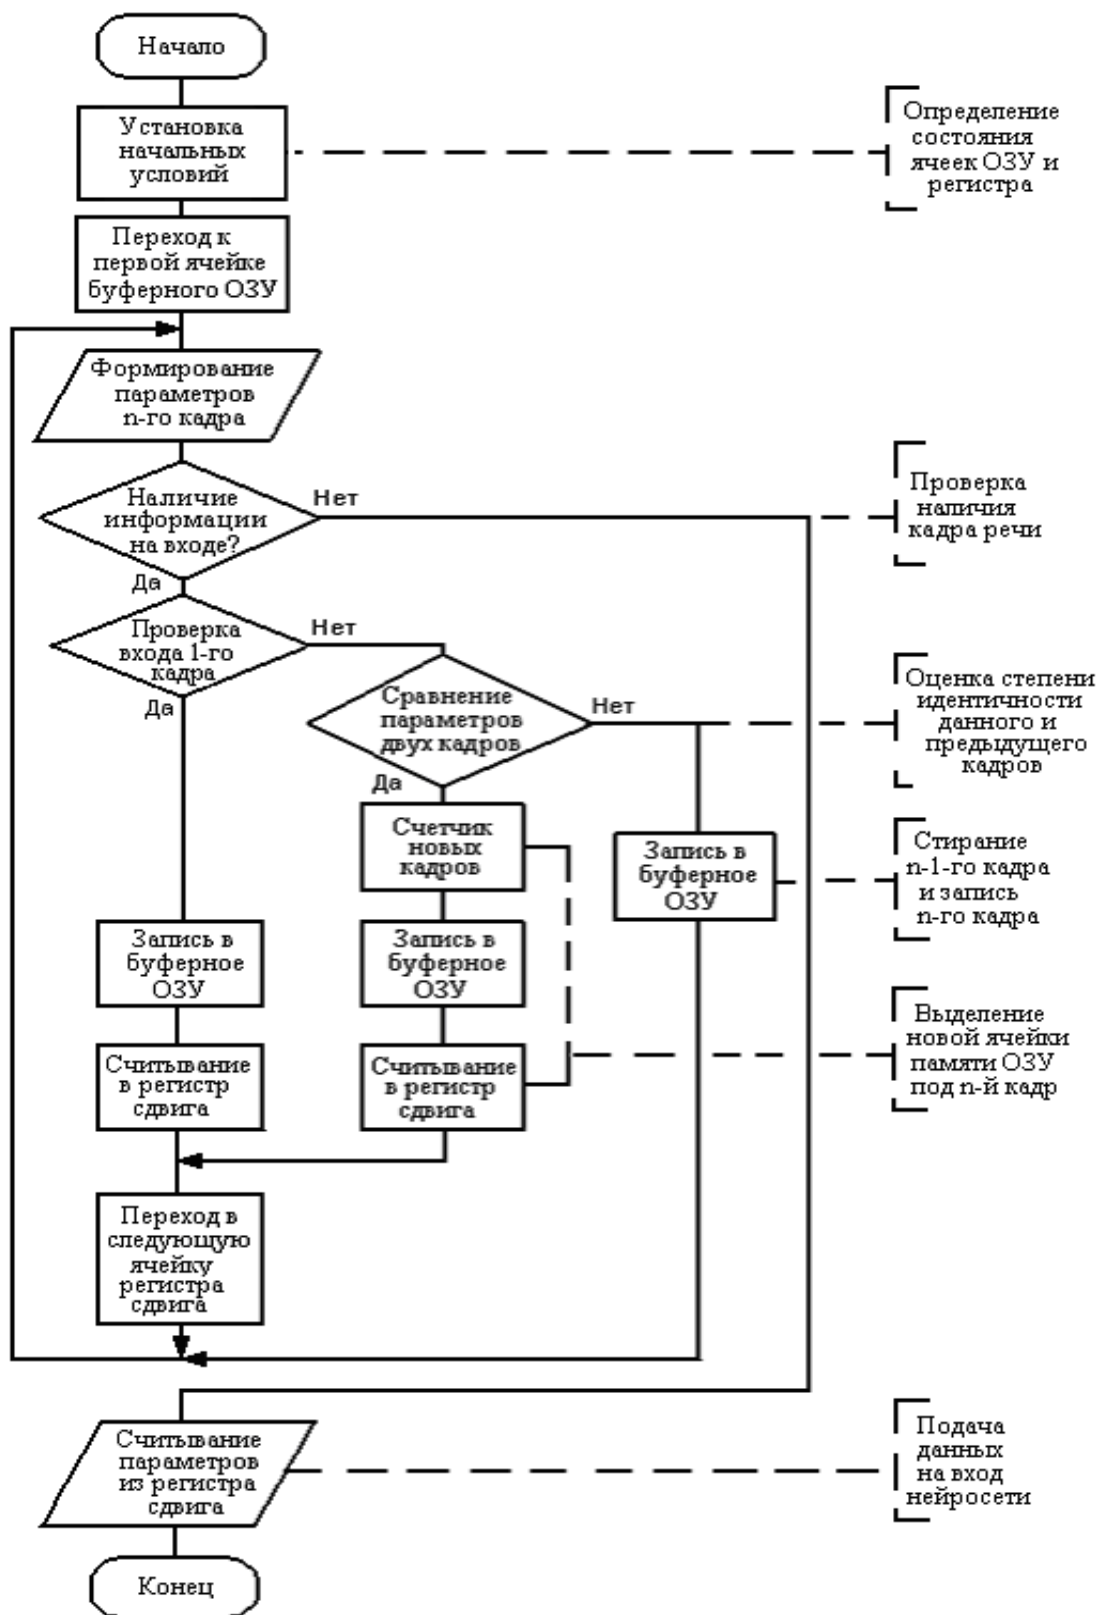 Начало
Установка
начальных
условий
Определение
состояния
ячеек ОЗУ и
регистра
Переход к
первой ячейке
буферного ОЗУ
Формирование
параметров
n-го кадра
Наличие
информации
на входе?
Нет
Да
Проверка
наличия
кадра речи
Проверка
входа 1-го
кадра
Нет
Да
Сравнение
параметров
двух кадров
Нет
Да
Оценка степени
идентичности
данного и
предыдущего
кадров
Счетчик
новых
кадров
Запись в
буферное
ОЗУ
Стирание
n-1-го кадра
и запись
n-го кадра
Запись в
буферное
ОЗУ
Запись в
буферное
ОЗУ
Выделение
новой ячейки
памяти ОЗУ
под n-й кадр
Считывание
в регистр
сдвига
Считывание
в регистр
сдвига
Переход в
следующую
ячейку
регистра
сдвига
Считывание
параметров
из регистра
сдвига
Подача
данных
на вход
нейросети
Конец